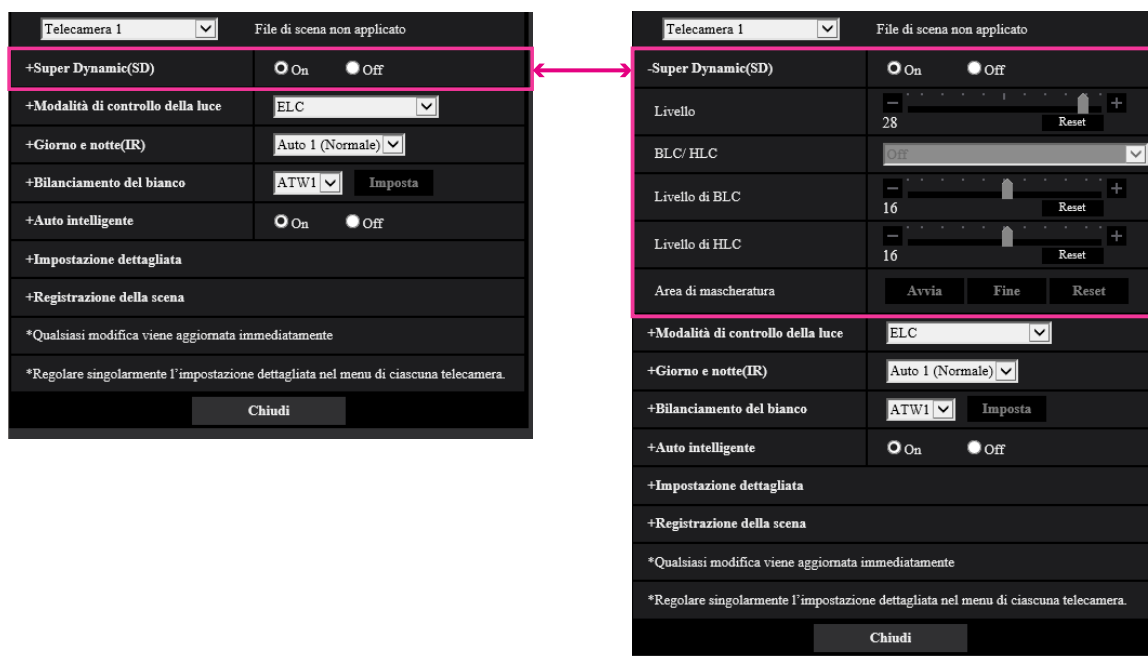 Telecamera 1 File di scena non applicato
+Super Dynamic(SD) On Off
+Modalità di controllo della luce ELC
+Giorno e notte(IR) Auto 1 (Normale)
+Bilanciamento del bianco ATW1 Imposta
+Auto intelligente On Off
+Impostazione dettagliata
+Registrazione della scena
*Qualsiasi modifica viene aggiornata immediatamente
*Regolare singolarmente l'impostazione dettagliata nel menu di ciascuna telecamera.
Chiudi
Telecamera 1 File di scena non applicato
-Super Dynamic(SD) On Off
Livello
28 Reset
BLC/ HLC Off
Livello di BLC
16 Reset
Livello di HLC
16 Reset
Area di mascheratura Avvia Fine Reset
+Modalità di controllo della luce ELC
+Giorno e notte(IR) Auto 1 (Normale)
+Bilanciamento del bianco ATW1 Imposta
+Auto intelligente On Off
+Impostazione dettagliata
+Registrazione della scena
*Qualsiasi modifica viene aggiornata immediatamente
*Regolare singolarmente l'impostazione dettagliata nel menu di ciascuna telecamera.
Chiudi